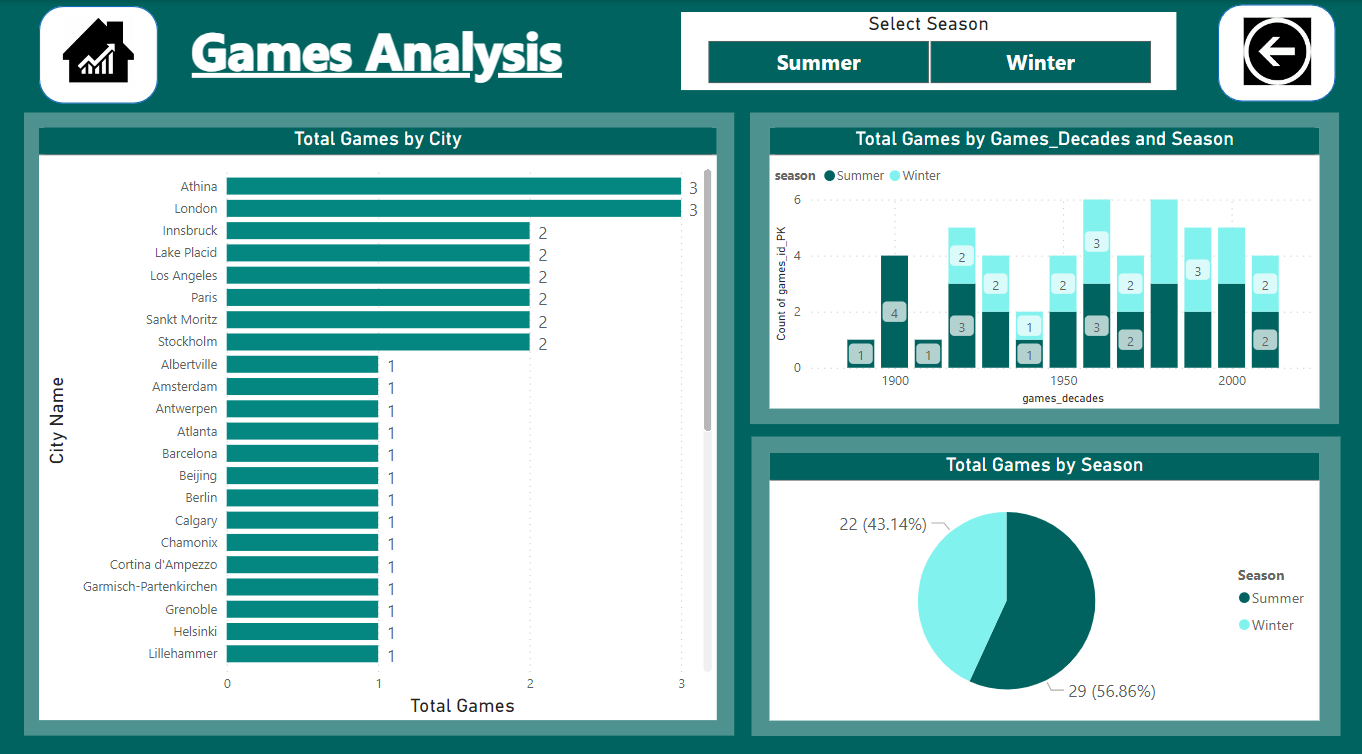 Games Analysis
Select Season
Summer
Winter
Total Games by City
City Name
Athina 3
London 3
Innsbruck 2
Lake Placid 2
Los Angeles 2
Paris 2
Sankt Moritz 2
Stockholm 2
Albertville 1
Amsterdam 1
Antwerpen 1
Atlanta 1
Barcelona 1
Beijing 1
Berlin 1
Calgary 1
Chamonix 1
Cortina d'Ampezzo 1
Garmisch-Partenkirchen 1
Grenoble 1
Helsinki 1
Lillehammer 1
0 1 2 3
Total Games
Total Games by Games_Decades and Season
season Summer Winter
Count of games_id_PK
6
4
2
0
2 3
2 2 2 3 2 2
4 3 1 3 2
1 1 1 2
1900 1950 2000
games_decades
Total Games by Season
22 (43.14%)
29 (56.86%)
Season
Summer
Winter